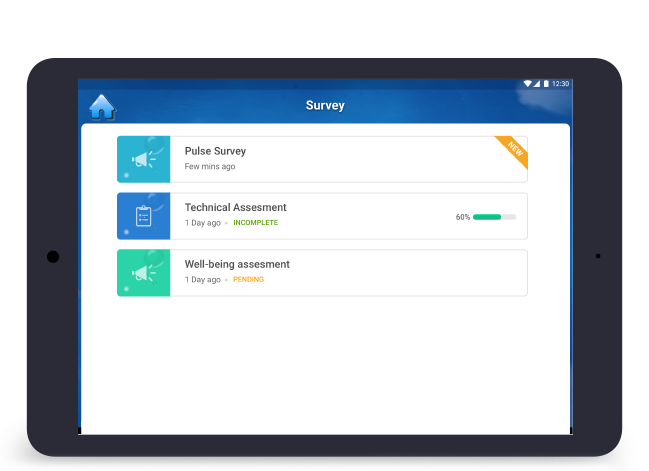 12:30
Survey
Pulse Survey
Few mins ago
NEW
Technical Assesment
1 Day ago • INCOMPLETE
60%
Well-being assesment
1 Day ago • PENDING